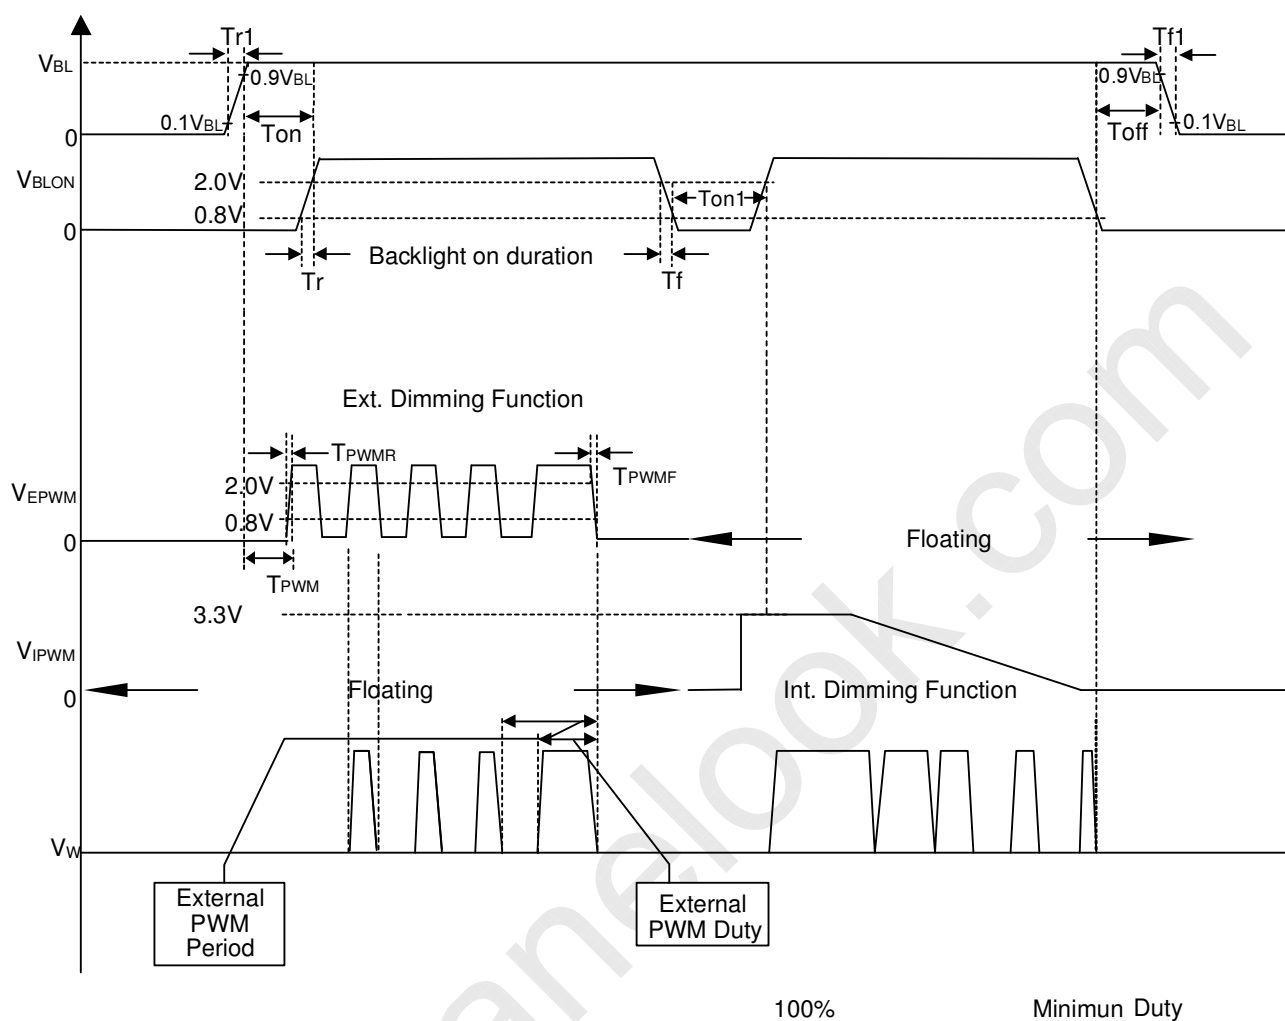 Tr1
Tf1
VBL
0.9VBL
0.9VBL
0.1VBL
Ton
Toff
0.1VBL
0
VBLON
2.0V
Ton1
0.8V
0
Backlight on duration
Tr
Tf
Ext. Dimming Function
TPWMR
TPWMF
VEPWM
2.0V
0.8V
0
Floating
TPWM
3.3V
VIPWM
0
Floating
Int. Dimming Function
VW
External
PWM
Period
External
PWM Duty
100%
Minimun Duty
anelook.com